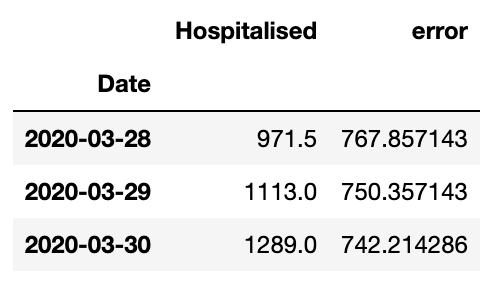 Hospitalised error
Date
2020-03-28 971.5 767.857143
2020-03-29 1113.0 750.357143
2020-03-30 1289.0 742.214286